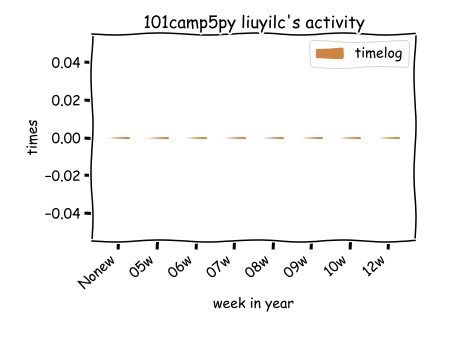 101camp5py liuyilc's activity
timelog
times
0.04
0.02
0.00
−0.02
−0.04
Nonew 05w 06w 07w 08w 09w 10w 12w
week in year